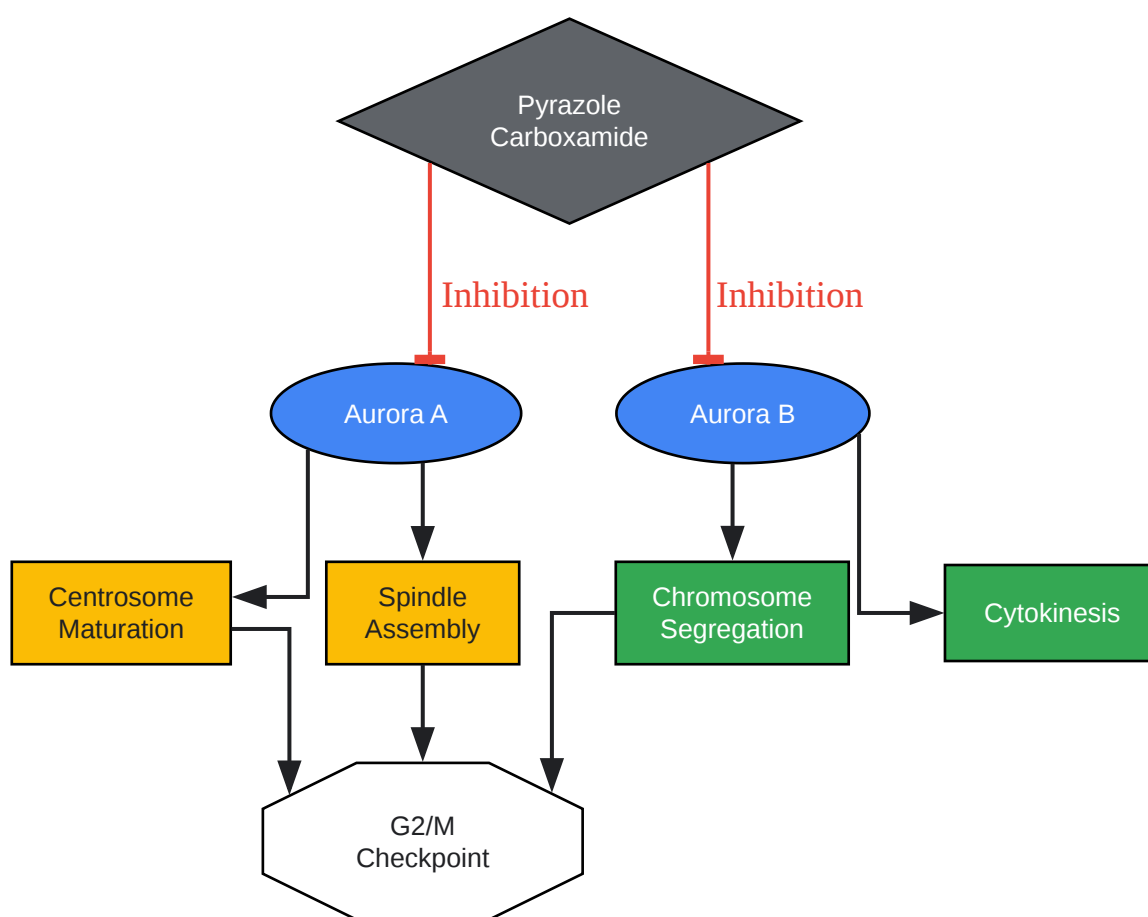 Pyrazole
Carboxamide
Inhibition
Inhibition
Aurora A
Aurora B
Centrosome
Maturation
Spindle
Assembly
Chromosome
Segregation
Cytokinesis
G2/M
Checkpoint